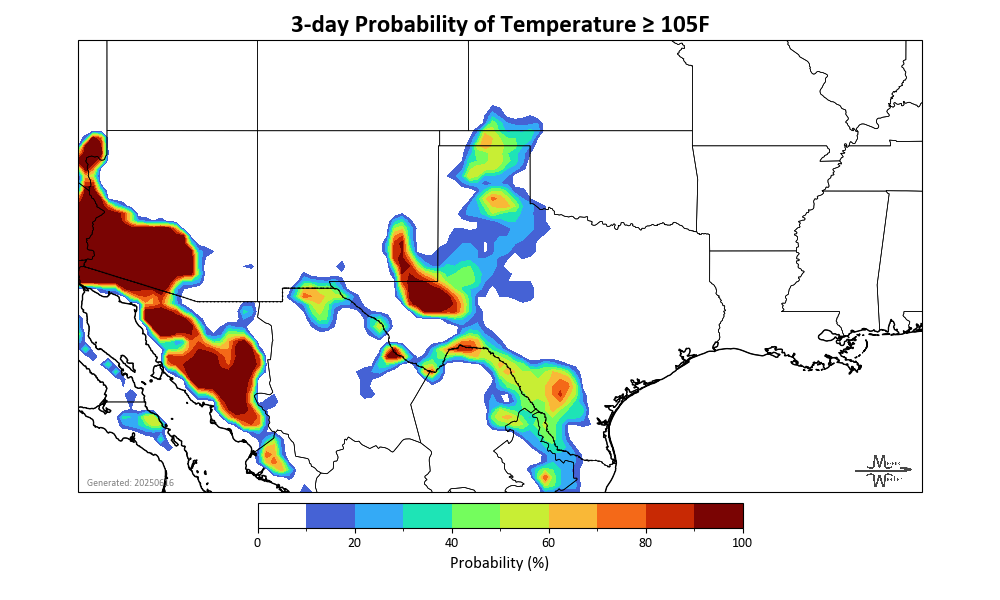 3-day Probability of Temperature ≥ 105F
Generated: 20250616
0 20 40 60 80 100
Probability (%)